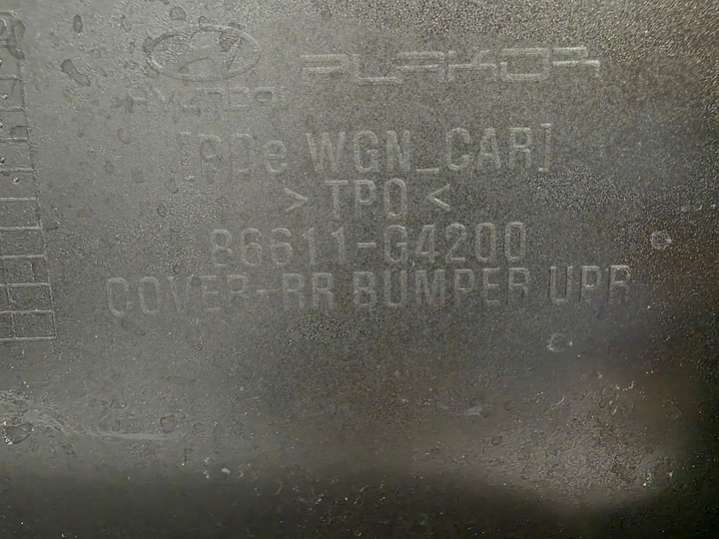 PLAKOR
[PDe WGN_CAR]
> TPO <
86611-G4200
COVER-RR BUMPER UPR